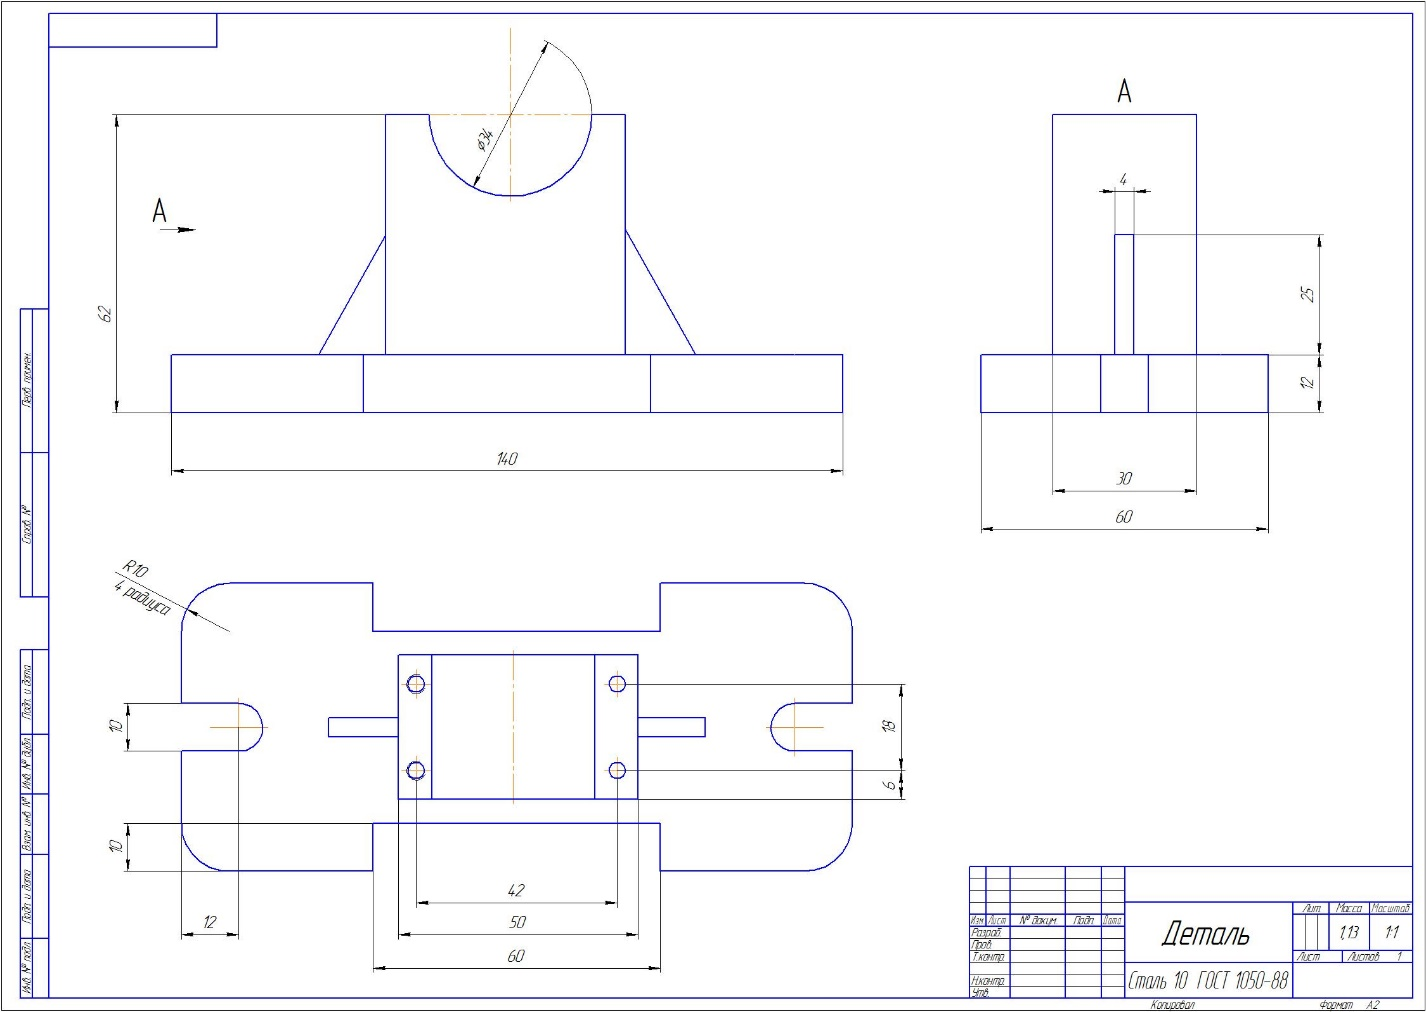 A
⌀34
A
4
62
25
12
140
30
60
R10
4 радиуса
10
18
6
10
42
12
50
60
Перв. примен.
Справ. №
Подп. и дата
Инв. № дубл.
Взам. инв. №
Подп. и дата
Инв. № подл.
Изм Лист № докум. Подп. Дата
Разраб.
Пров.
Т.контр.
Н.контр.
Утв.
Деталь
Лит. Масса Масштаб
1,13 1:1
Лист Листов 1
Сталь 10 ГОСТ 1050-88
Копировал Формат A2